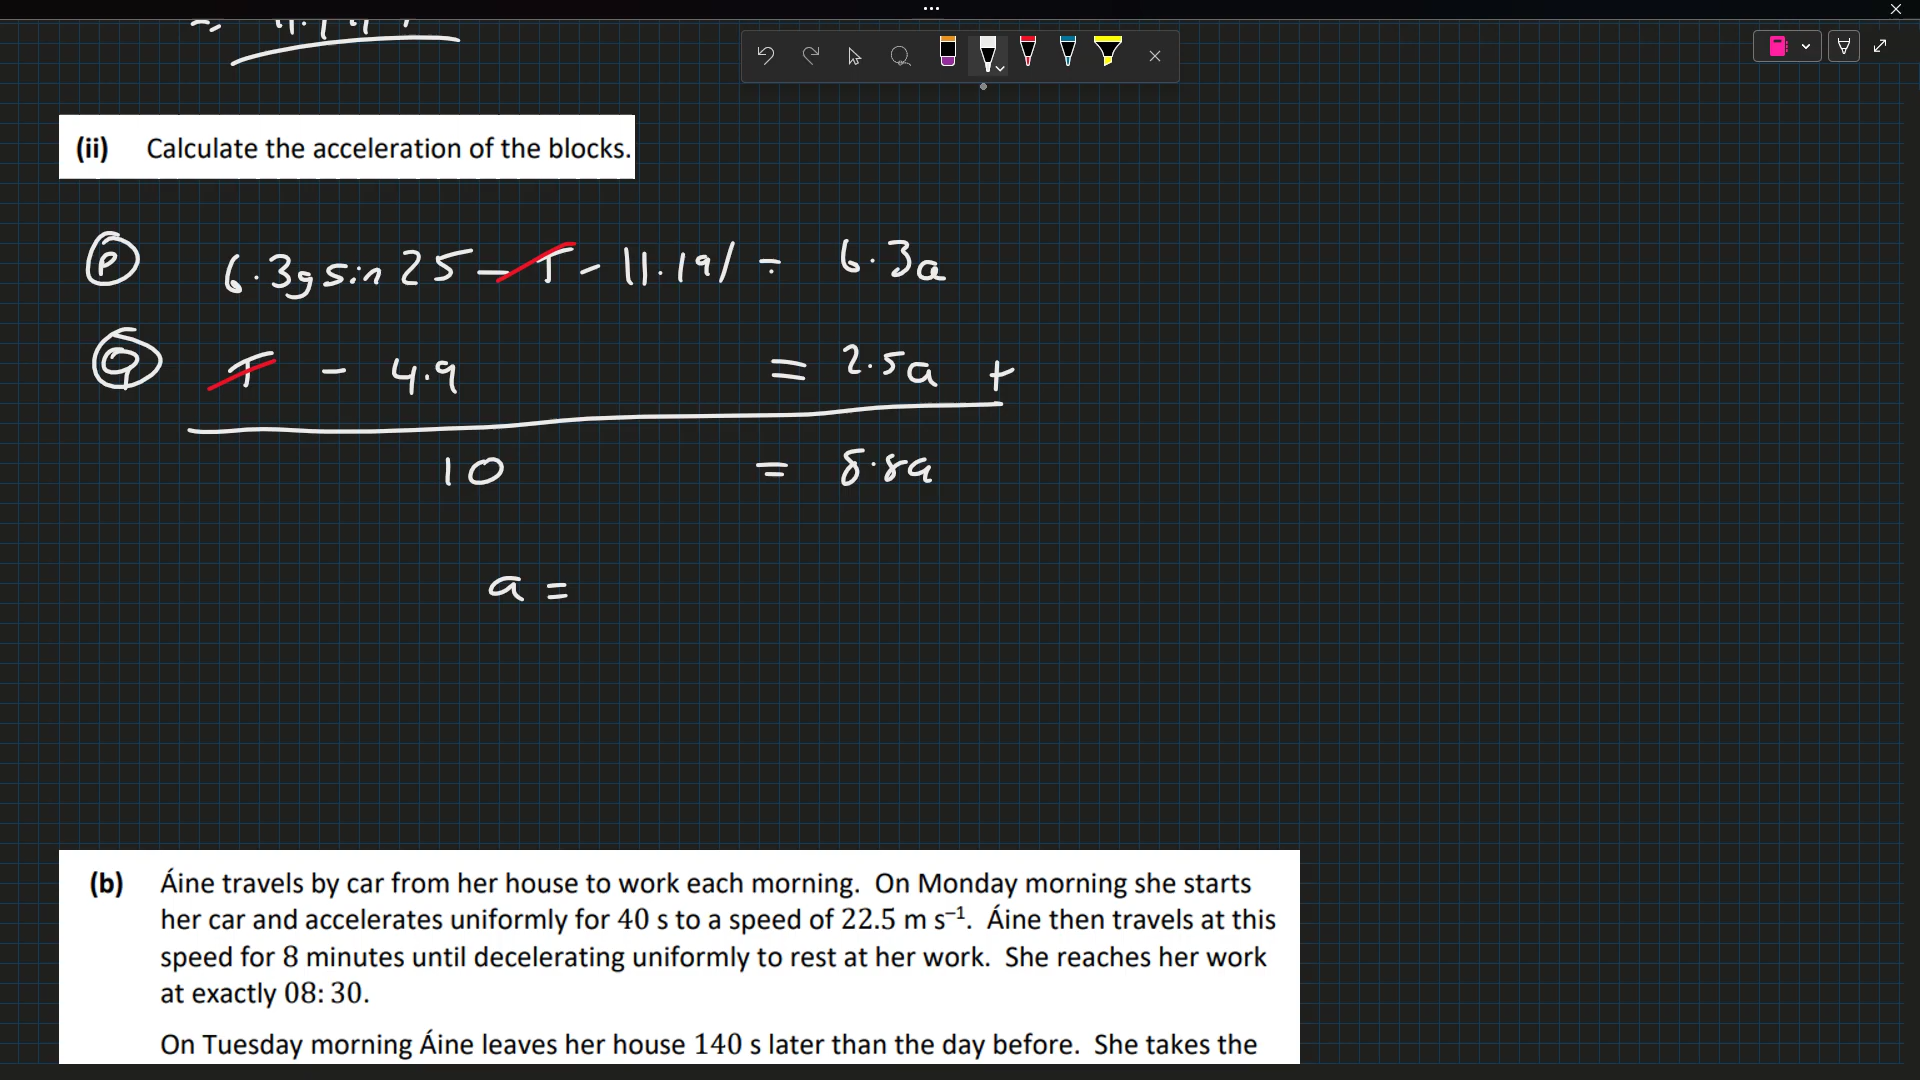 (ii) Calculate the acceleration of the blocks.
P 6.3g sin 25 - T - 11.191 = 6.3a
Q T - 4.9 = 2.5a +
10 = 8.8a
a =
(b) Áine travels by car from her house to work each morning. On Monday morning she starts
her car and accelerates uniformly for 40 s to a speed of 22.5 m s⁻¹. Áine then travels at this
speed for 8 minutes until decelerating uniformly to rest at her work. She reaches her work
at exactly 08: 30.
On Tuesday morning Áine leaves her house 140 s later than the day before. She takes the